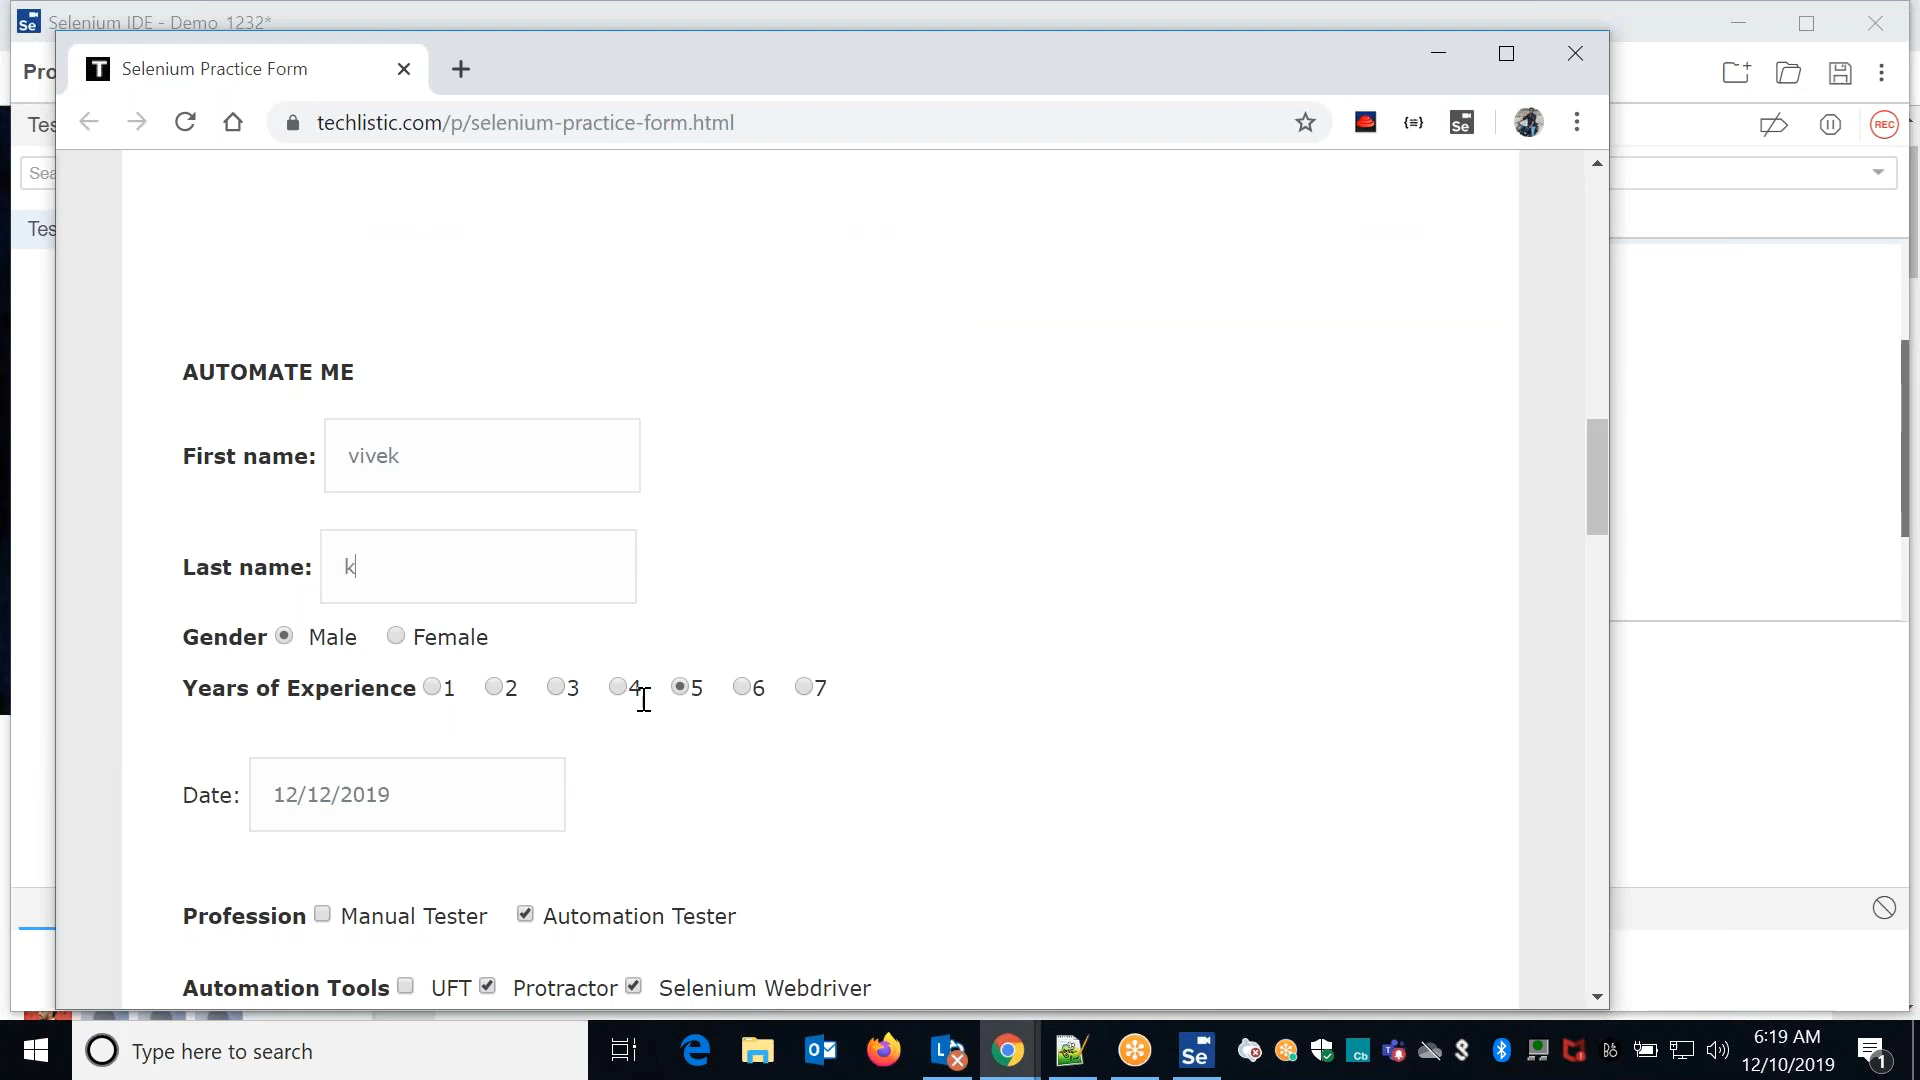 Selenium IDE - Demo_1232*
Selenium Practice Form
techlistic.com/p/selenium-practice-form.html
Pro
Tes
REC
Sea
Tes
AUTOMATE ME
First name: vivek
Last name: k
Gender Male Female
Years of Experience 1 2 3 4 5 6 7
Date: 12/12/2019
Profession Manual Tester Automation Tester
Automation Tools UFT Protractor Selenium Webdriver
Type here to search
6:19 AM
12/10/2019
1